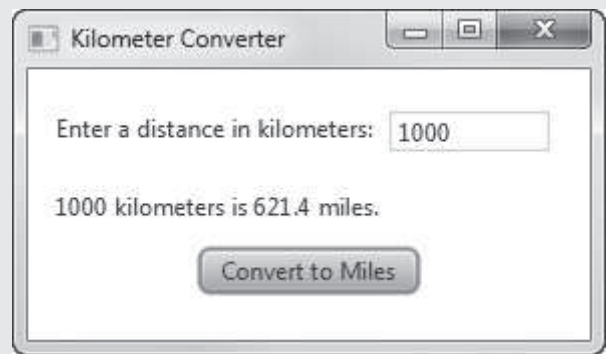 Kilometer Converter
Enter a distance in kilometers: 1000
1000 kilometers is 621.4 miles.
Convert to Miles